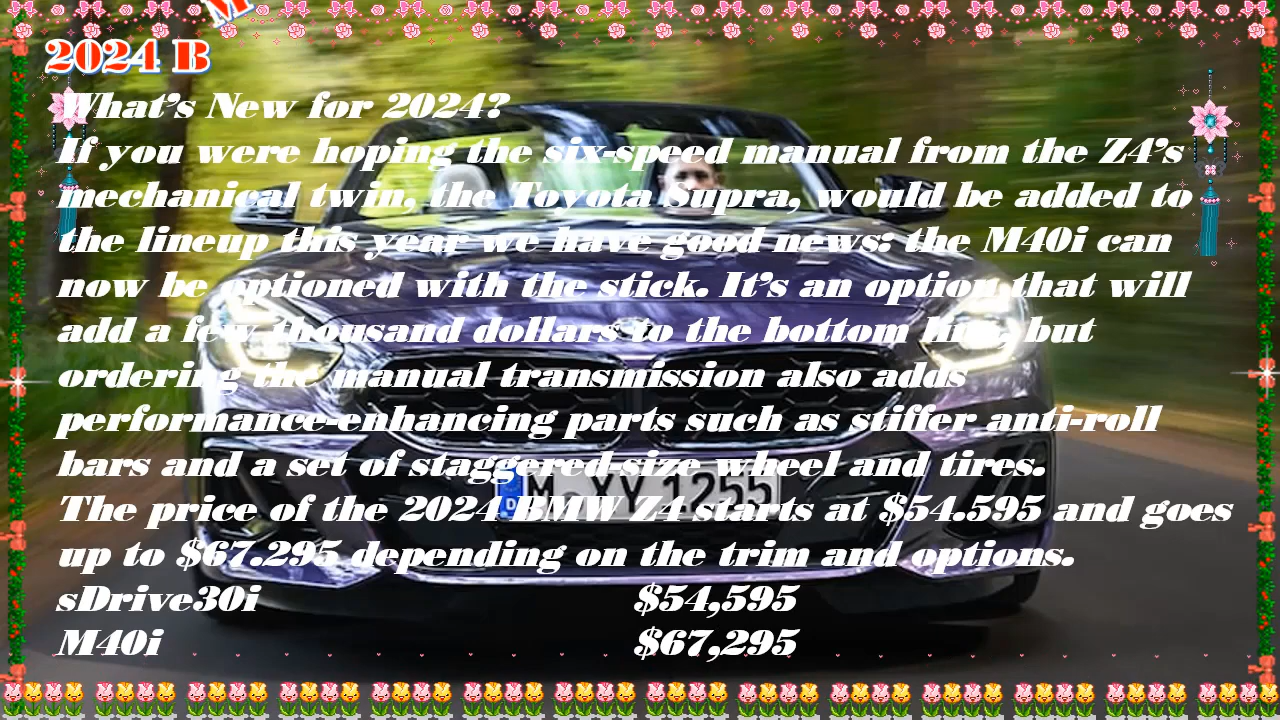 M
2024 B
What's New for 2024?
If you were hoping the six-speed manual from the Z4's
mechanical twin, the Toyota Supra, would be added to
the lineup this year we have good news: the M40i can
now be optioned with the stick. It's an option that will
add a few thousand dollars to the bottom line, but
ordering the manual transmission also adds
performance-enhancing parts such as stiffer anti-roll
bars and a set of staggered-size wheel and tires.
M XY 1255
The price of the 2024 BMW Z4 starts at $54.595 and goes
up to $67.295 depending on the trim and options.
sDrive30i $54,595
M40i $67,295